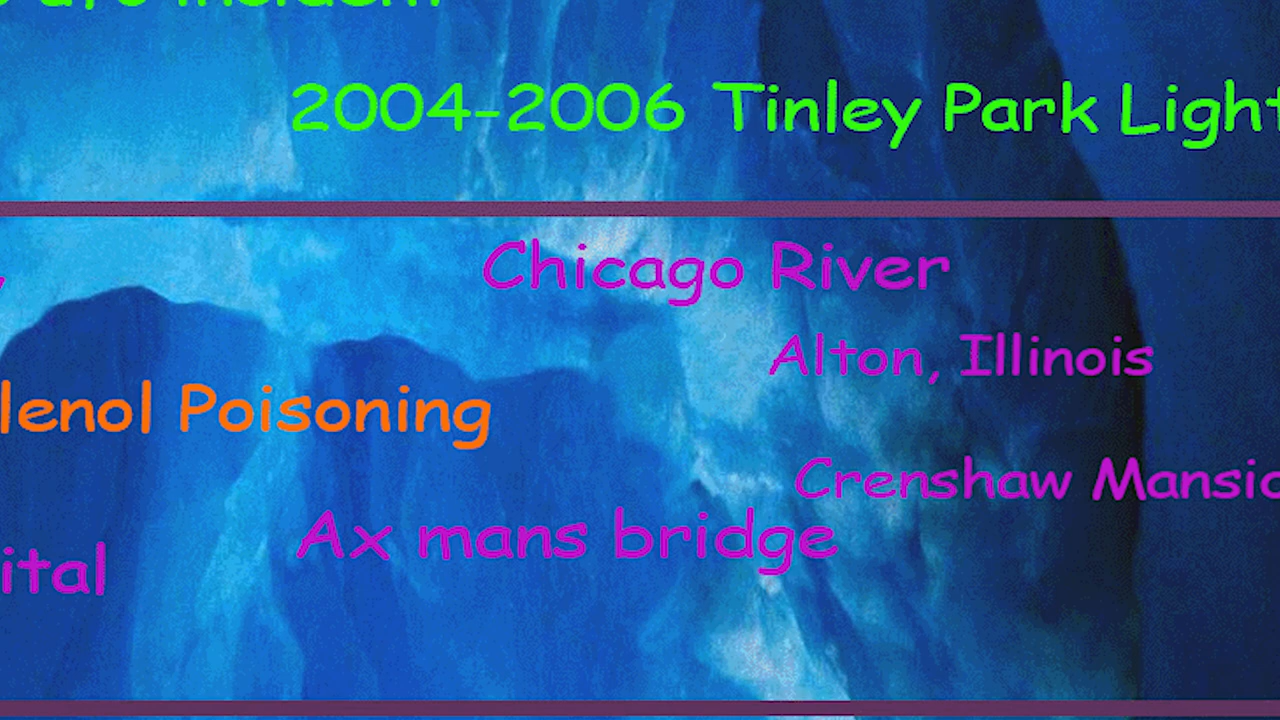 2004-2006 Tinley Park Light
Chicago River
Alton, Illinois
lenol Poisoning
Crenshaw Mansio
Ax mans bridge
ital